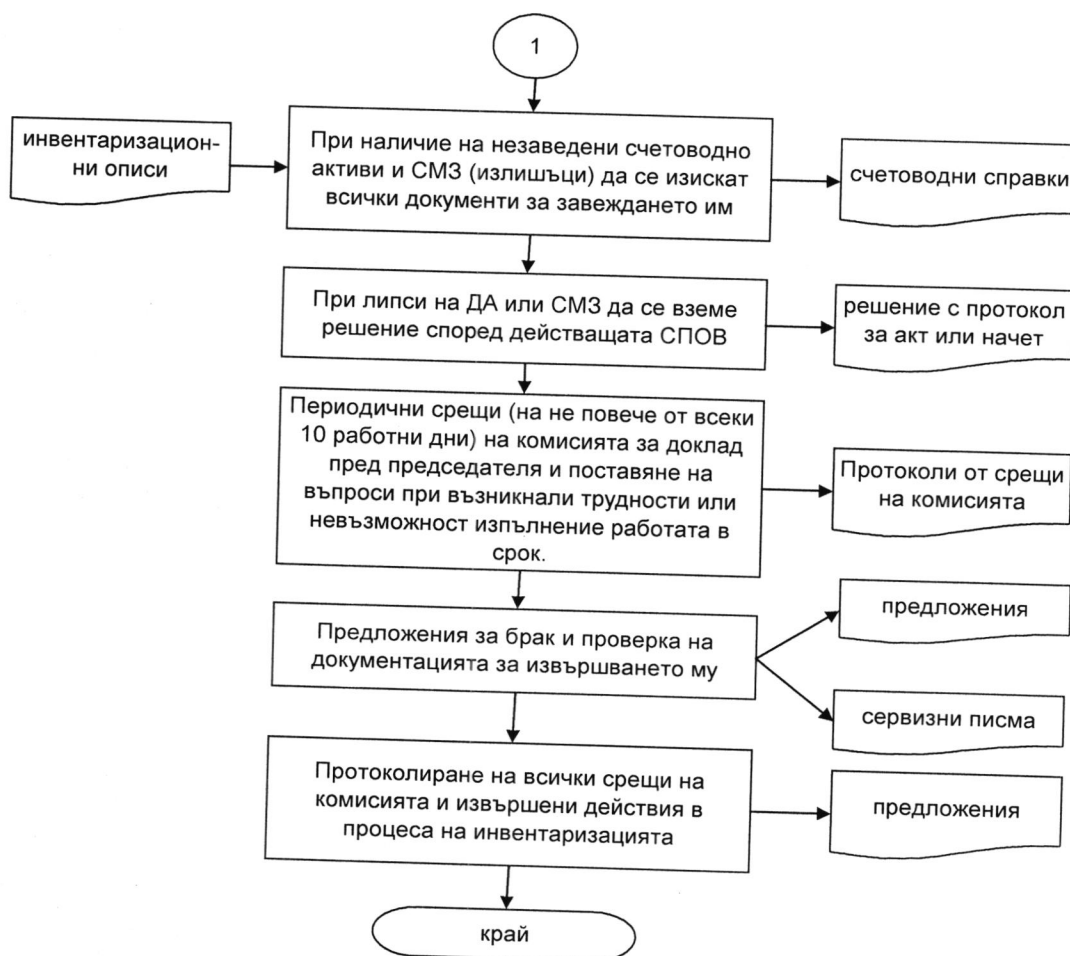 1
инвентаризацион-
ни описи
При наличие на незаведени счетоводно
активи и СМЗ (излишъци) да се изискат
всички документи за завеждането им
счетоводни справки
При липси на ДА или СМЗ да се вземе
решение според действащата СПОВ
решение с протокол
за акт или начет
Периодични срещи (на не повече от всеки
10 работни дни) на комисията за доклад
пред председателя и поставяне на
въпроси при възникнали трудности или
невъзможност изпълнение работата в
срок.
Протоколи от срещи
на комисията
Предложения за брак и проверка на
документацията за извършването му
предложения
сервизни писма
Протоколиране на всички срещи на
комисията и извършени действия в
процеса на инвентаризацията
предложения
край